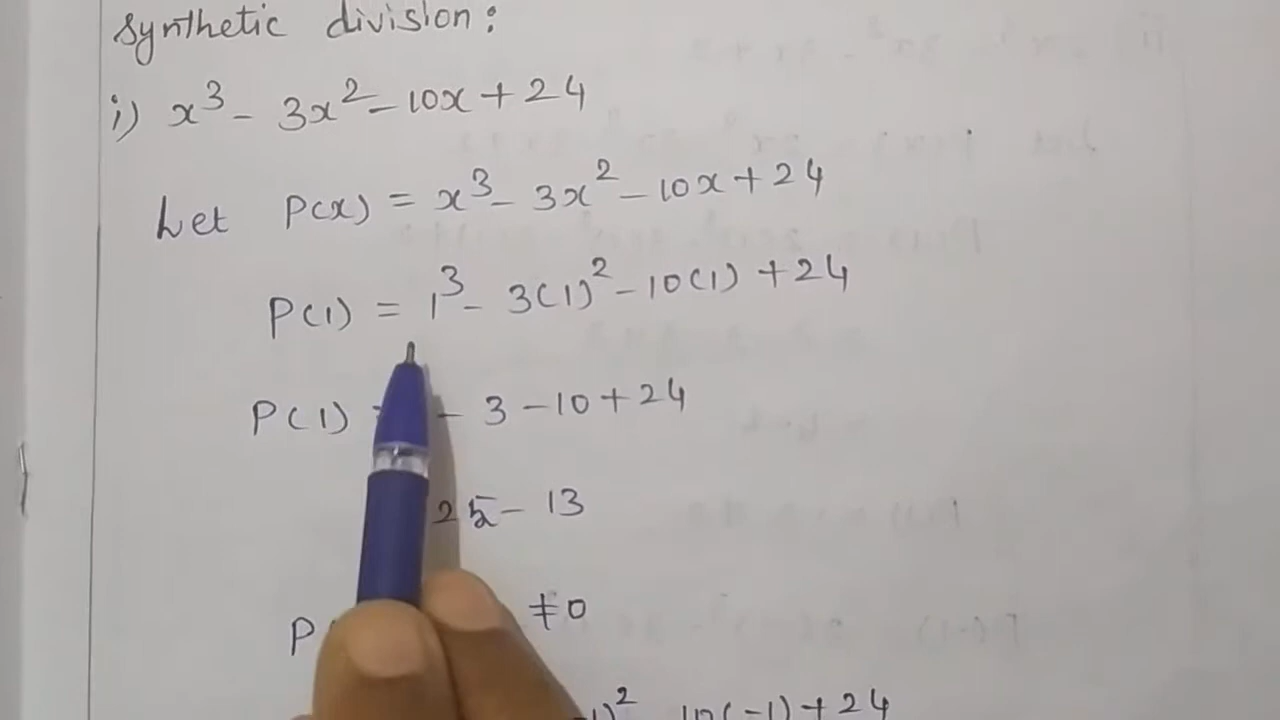 Synthetic division:
i) x³ - 3x² - 10x + 24
Let P(x) = x³ - 3x² - 10x + 24
P(1) = 1³ - 3(1)² - 10(1) + 24
P(1) - 3 - 10 + 24
25 - 13
P ≠ 0
)² 10(-1) + 24